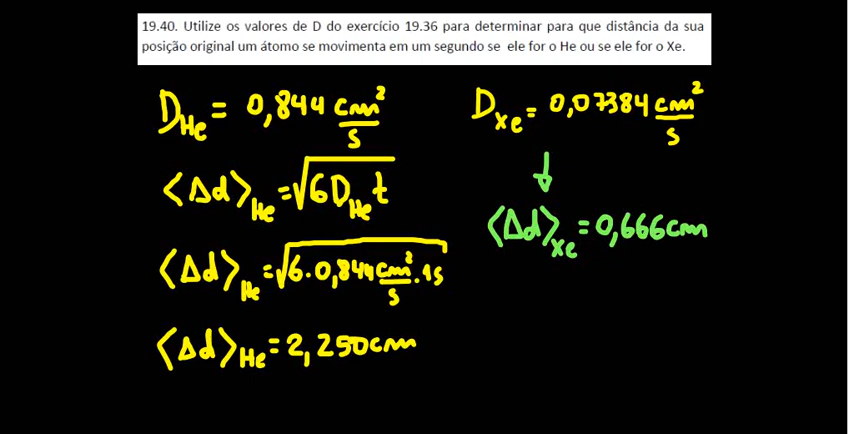 19.40. Utilize os valores de D do exercício 19.36 para determinar para que distância da sua
posição original um átomo se movimenta em um segundo se ele for o He ou se ele for o Xe.
D_He = 0,844 cm²/s
⟨Δd⟩_He = √(6 D_He t)
⟨Δd⟩_He = √(6 . 0,844 cm²/s . 1s)
⟨Δd⟩_He = 2,250cm
D_Xe = 0,07384 cm²/s
↓
⟨Δd⟩_Xe = 0,666cm